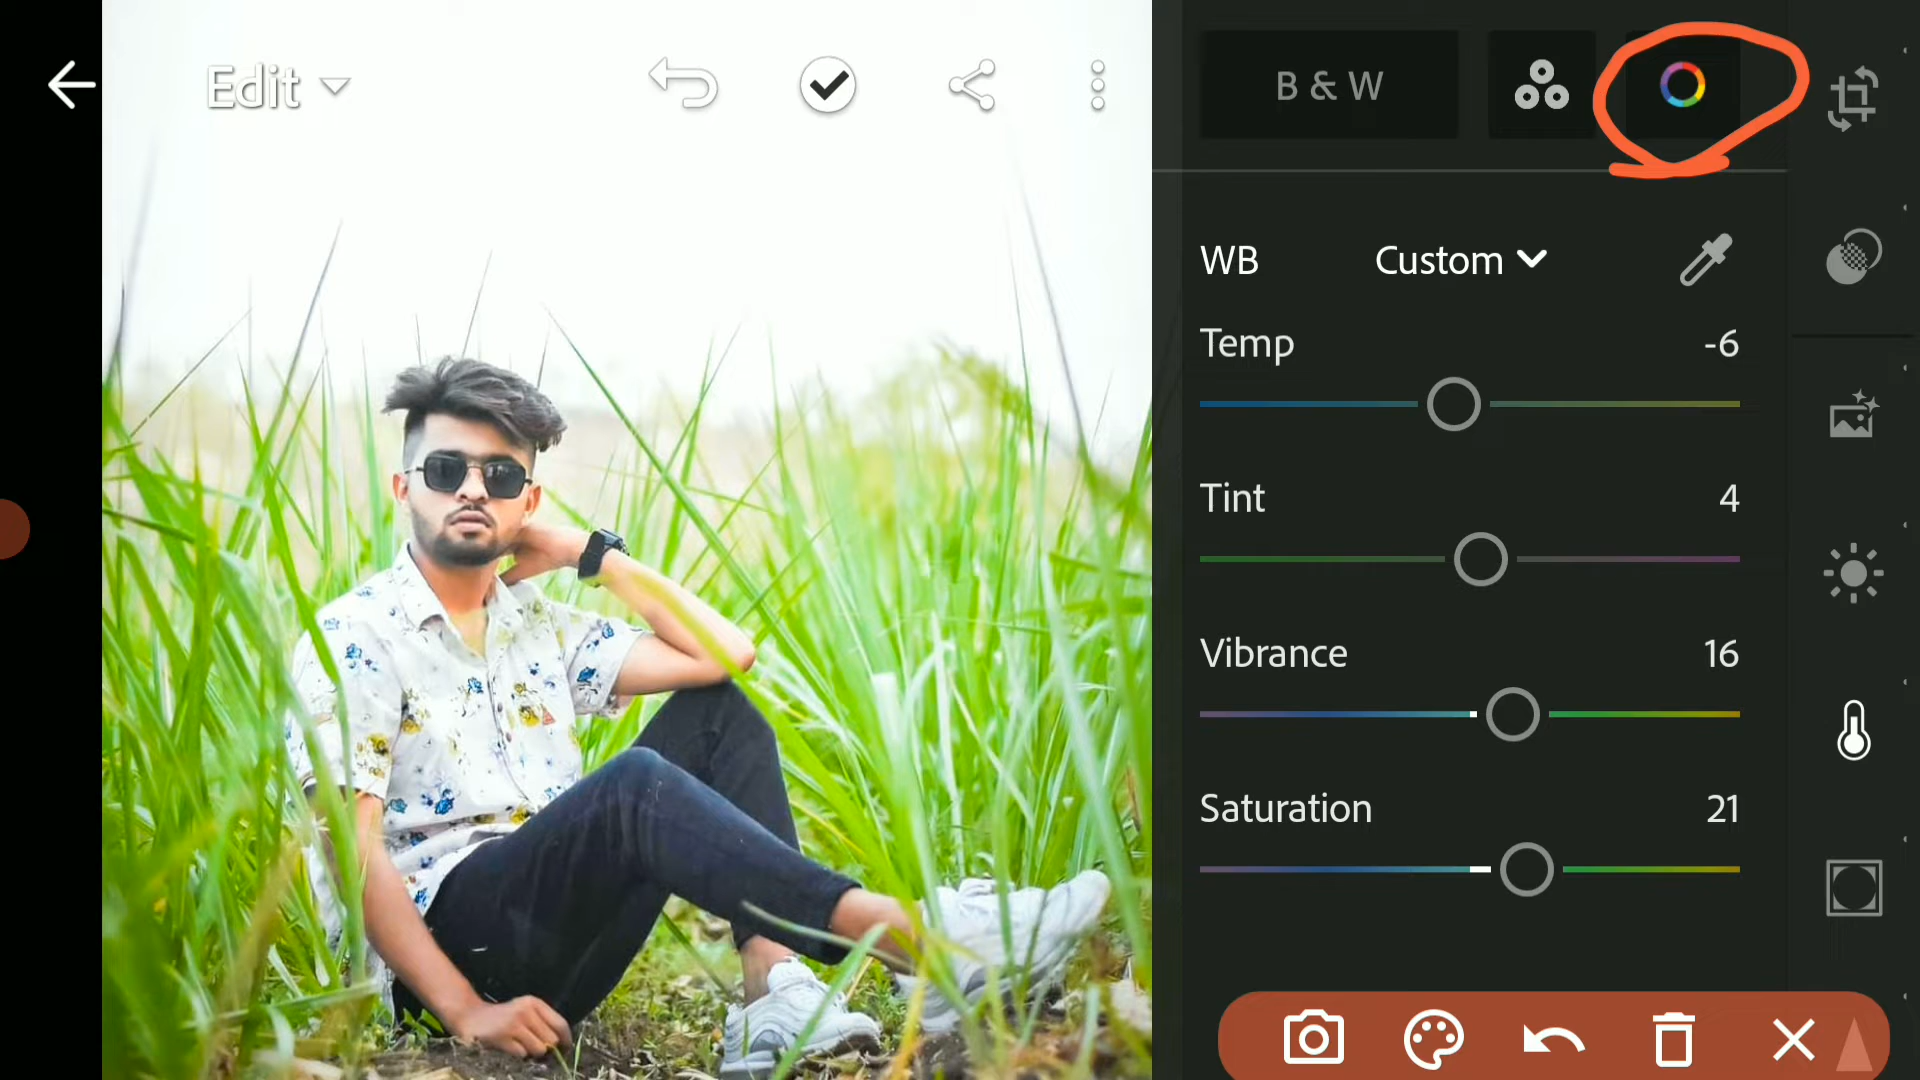 Edit
B & W
WB Custom
Temp -6
Tint 4
Vibrance 16
Saturation 21